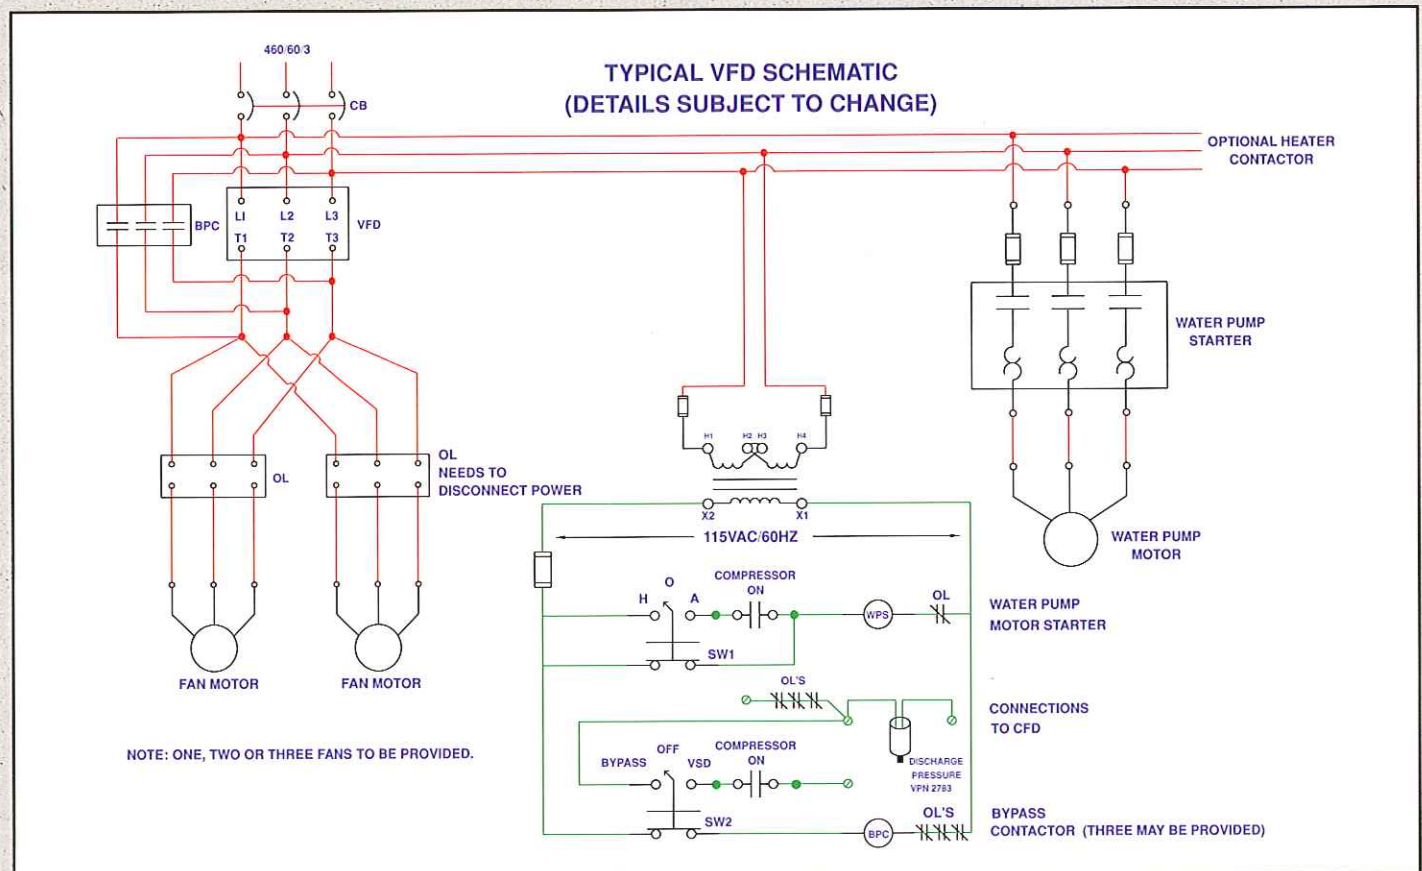 460/60/3
TYPICAL VFD SCHEMATIC
(DETAILS SUBJECT TO CHANGE)
CB
OPTIONAL HEATER
CONTACTOR
BPC
L1 L2 L3
T1 T2 T3
VFD
WATER PUMP
STARTER
H1 H2 H3 H4
OL
OL
NEEDS TO
DISCONNECT POWER
X2 X1
115VAC/60HZ
WATER PUMP
MOTOR
COMPRESSOR
ON
H O A
WPS
OL
WATER PUMP
MOTOR STARTER
SW1
FAN MOTOR
FAN MOTOR
OL'S
CONNECTIONS
TO CFD
NOTE: ONE, TWO OR THREE FANS TO BE PROVIDED.
BYPASS OFF VSD
COMPRESSOR
ON
DISCHARGE
PRESSURE
VPN 2783
SW2
BPC
OL'S
BYPASS
CONTACTOR (THREE MAY BE PROVIDED)